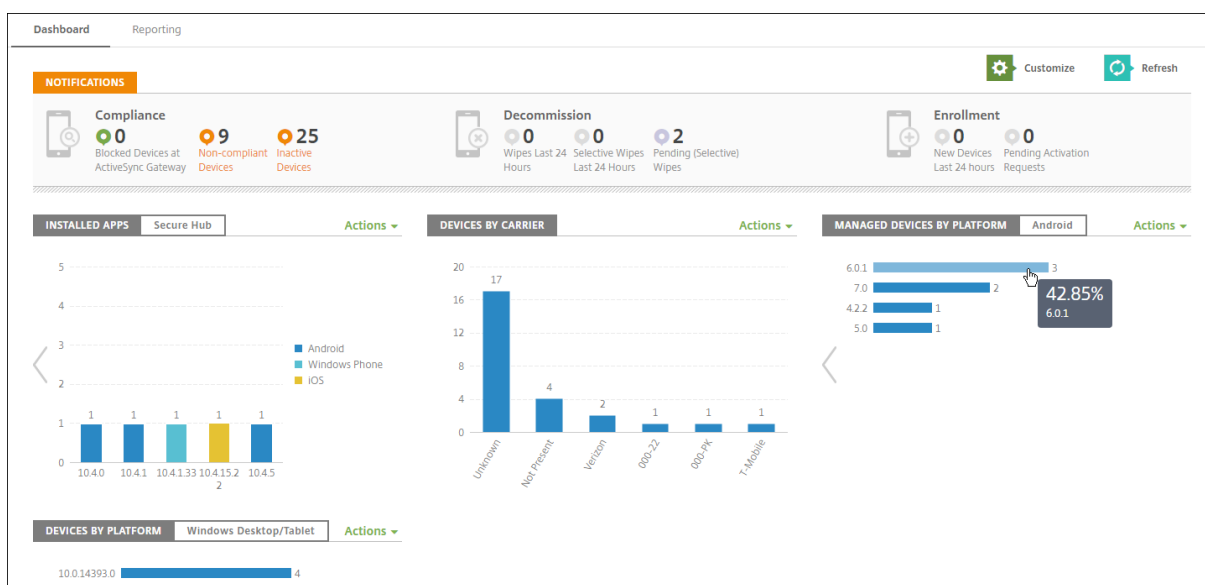 Dashboard Reporting
Customize Refresh
NOTIFICATIONS
Compliance
0 9 25
Blocked Devices at Non-compliant Inactive
ActiveSync Gateway Devices Devices
Decommission
0 0 2
Wipes Last 24 Selective Wipes Pending (Selective)
Hours Last 24 Hours Wipes
Enrollment
0 0
New Devices Pending Activation
Last 24 hours Requests
INSTALLED APPS Secure Hub Actions
5
4
3
2
1
0
1 1 1 1 1
10.4.0 10.4.1 10.4.1.33 10.4.15.2 10.4.5
2
Android
Windows Phone
iOS
DEVICES BY CARRIER Actions
20
16
12
8
4
0
17
4
2
1
1
1
Unknown
Not Present
Verizon
000-22
000-PK
T-Mobile
MANAGED DEVICES BY PLATFORM Android Actions
6.0.1 3
7.0 2
4.2.2 1
5.0 1
42.85%
6.0.1
DEVICES BY PLATFORM Windows Desktop/Tablet Actions
10.0.14393.0 4